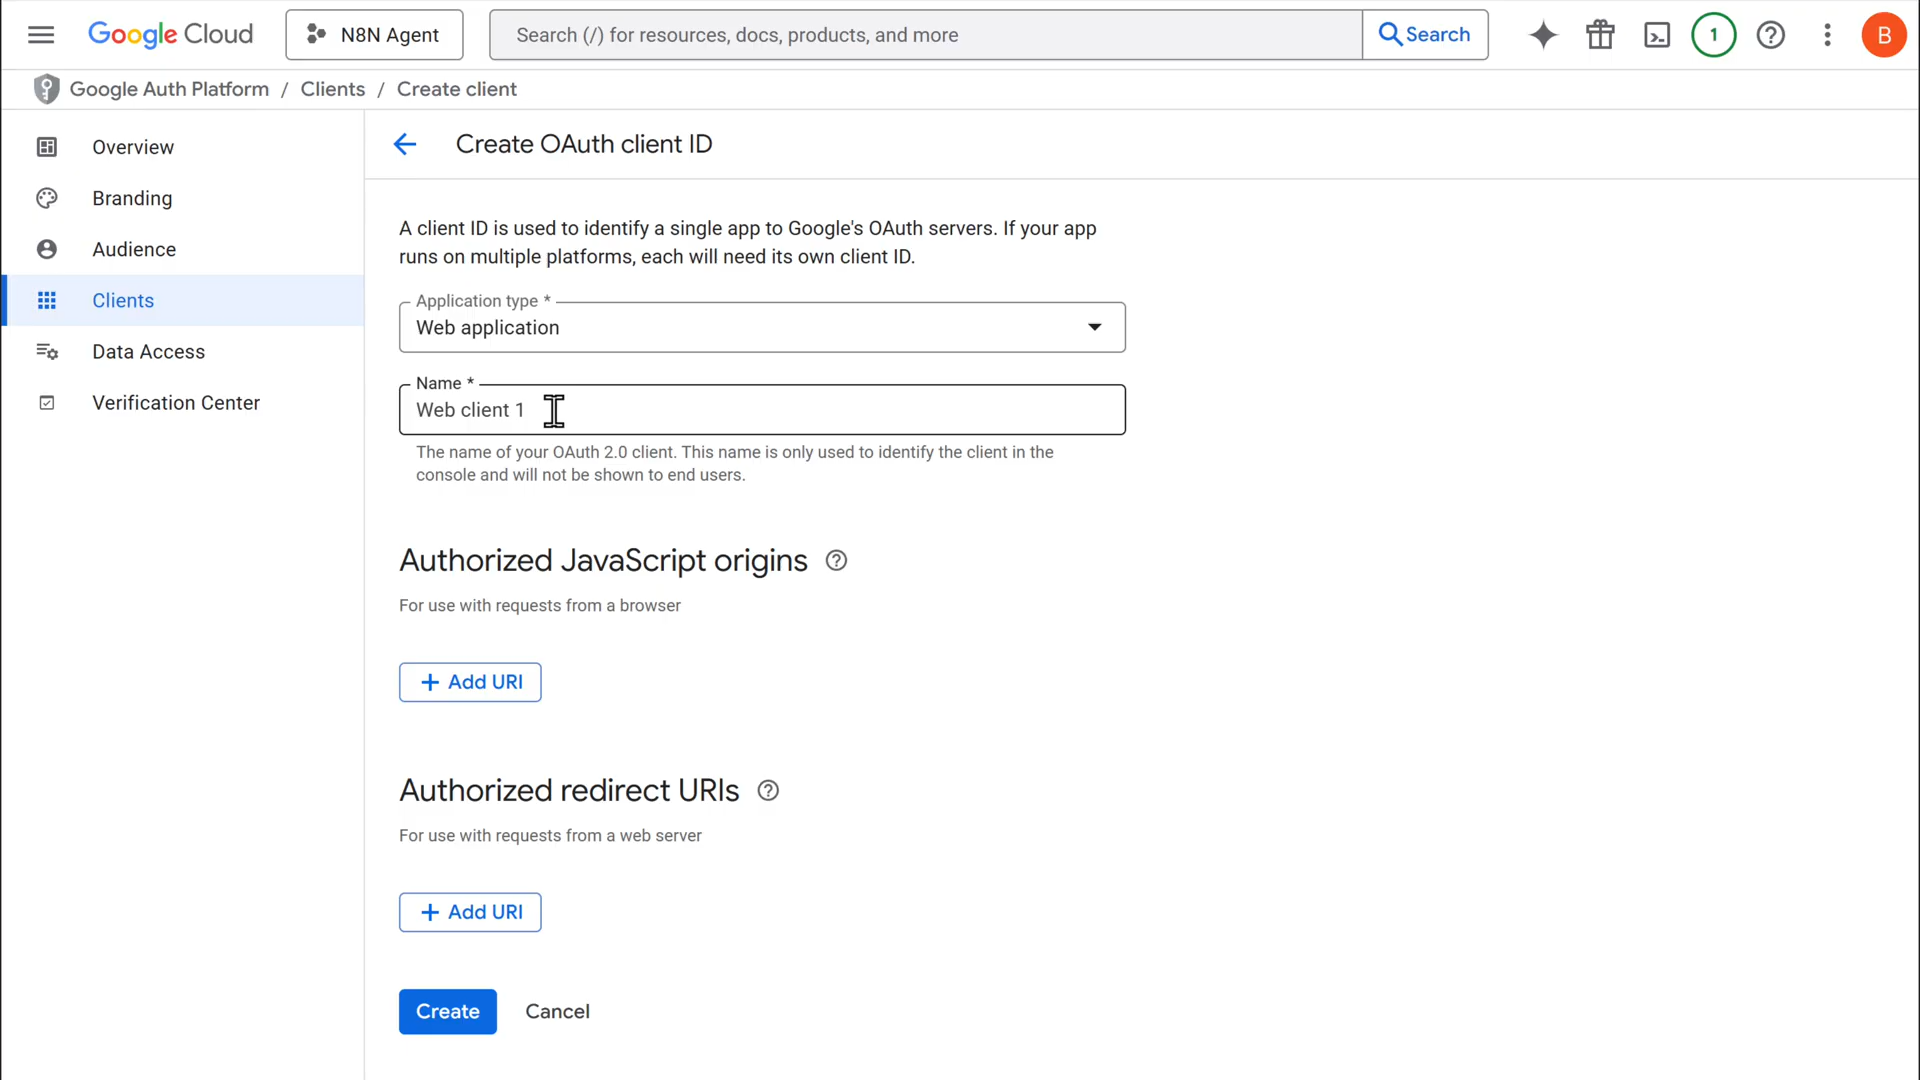 Google Cloud
N8N Agent
Search (/) for resources, docs, products, and more
Search
1
B
Google Auth Platform / Clients / Create client
Overview
Branding
Audience
Clients
Data Access
Verification Center
Create OAuth client ID
A client ID is used to identify a single app to Google's OAuth servers. If your app
runs on multiple platforms, each will need its own client ID.
Application type *
Web application
Name *
Web client 1
The name of your OAuth 2.0 client. This name is only used to identify the client in the
console and will not be shown to end users.
Authorized JavaScript origins
For use with requests from a browser
+ Add URI
Authorized redirect URIs
For use with requests from a web server
+ Add URI
Create
Cancel